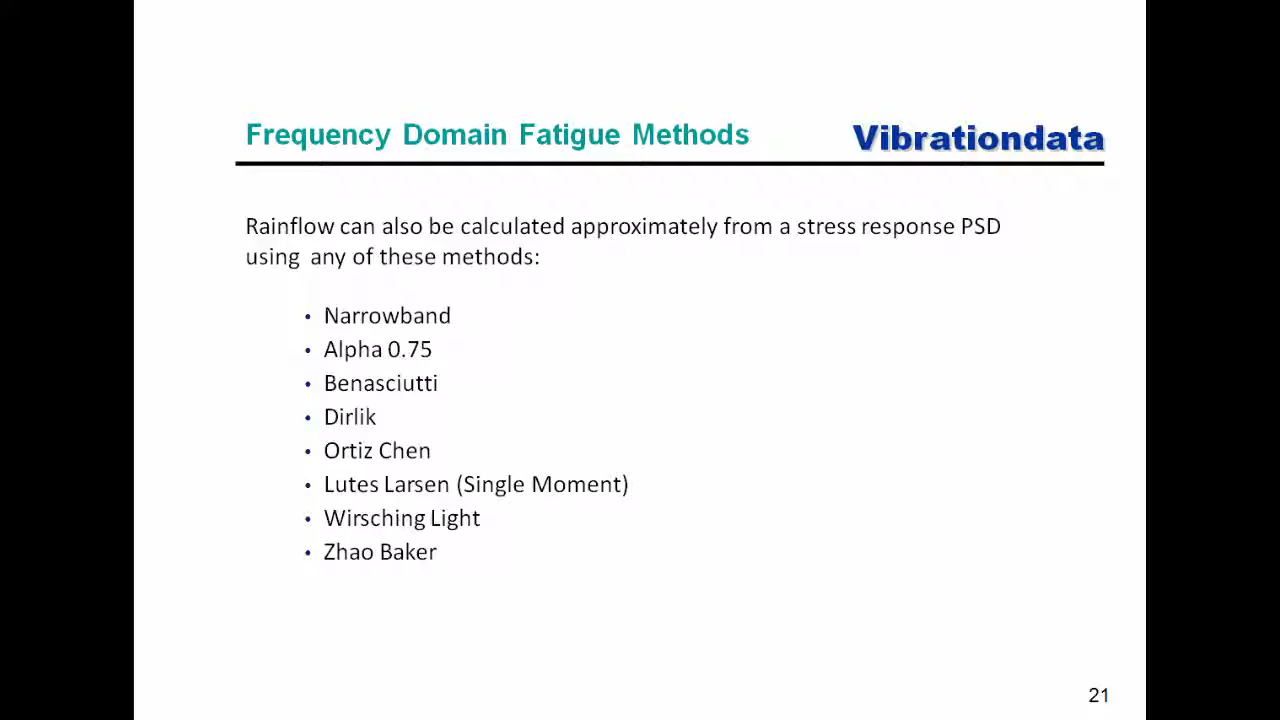 Frequency Domain Fatigue Methods
Vibrationdata
Rainflow can also be calculated approximately from a stress response PSD
using any of these methods:
• Narrowband
• Alpha 0.75
• Benasciutti
• Dirlik
• Ortiz Chen
• Lutes Larsen (Single Moment)
• Wirsching Light
• Zhao Baker
21